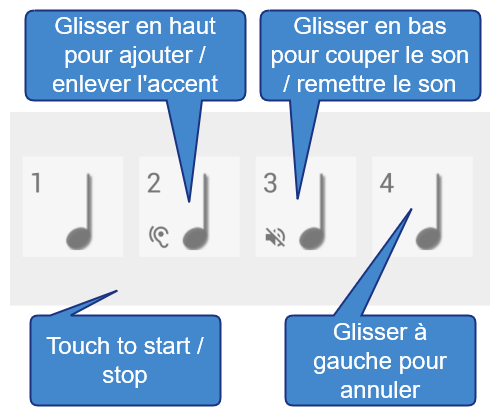 Glisser en haut
pour ajouter /
enlever l'accent
Glisser en bas
pour couper le son
/ remettre le son
1
2
3
4
Touch to start /
stop
Glisser à
gauche pour
annuler